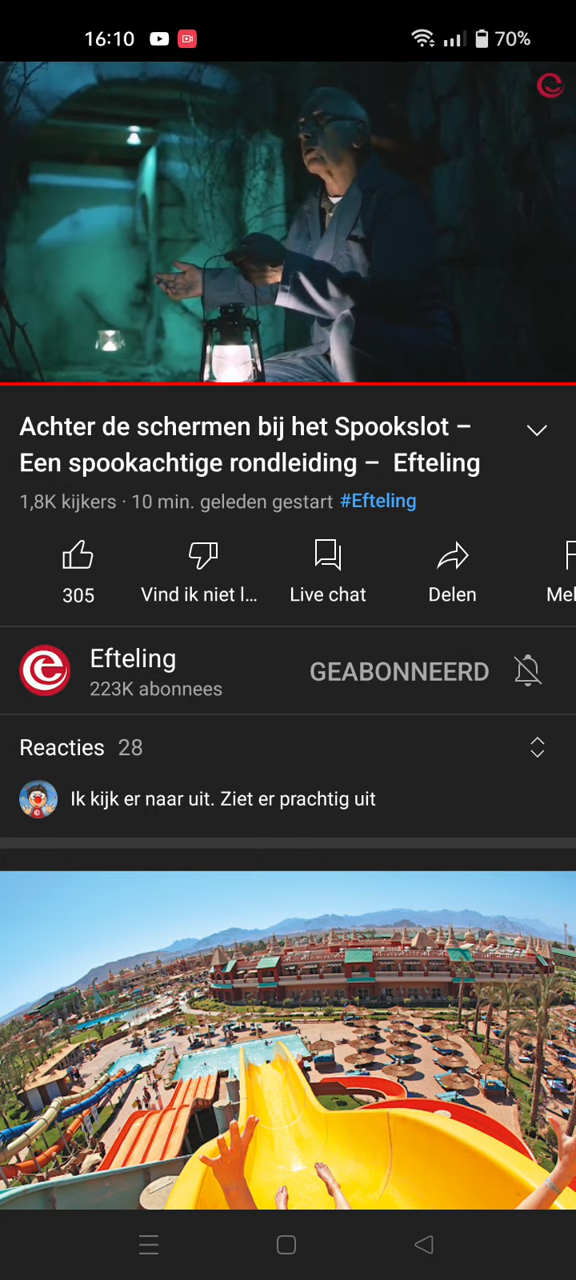 16:10
70%
Achter de schermen bij het Spookslot –
Een spookachtige rondleiding – Efteling
1,8K kijkers · 10 min. geleden gestart #Efteling
305
Vind ik niet l...
Live chat
Delen
Mel
Efteling
223K abonnees
GEABONNEERD
Reacties 28
Ik kijk er naar uit. Ziet er prachtig uit